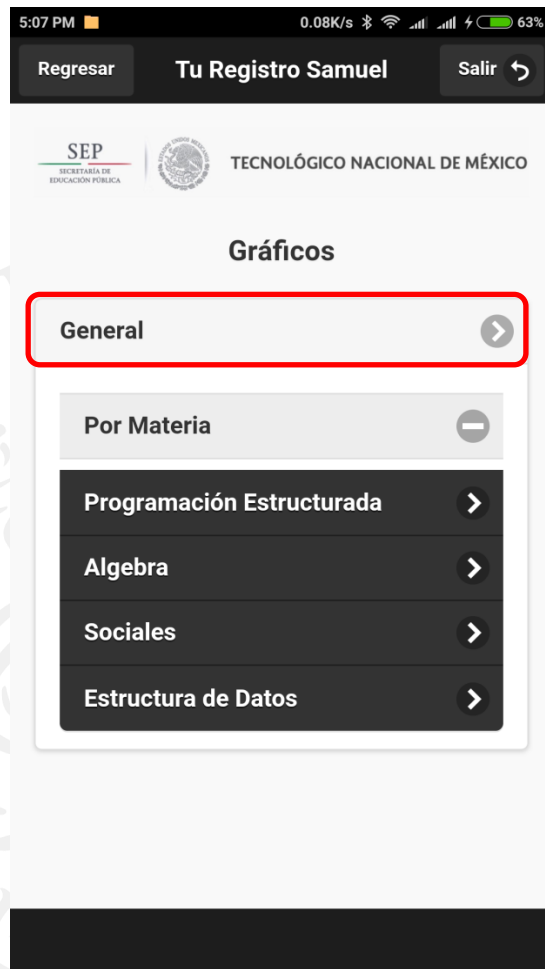 5:07 PM 0.08K/s 63%
Regresar Tu Registro Samuel Salir
SEP
SECRETARÍA DE
EDUCACIÓN PÚBLICA
TECNOLÓGICO NACIONAL DE MÉXICO
Gráficos
General
Por Materia
Programación Estructurada
Algebra
Sociales
Estructura de Datos